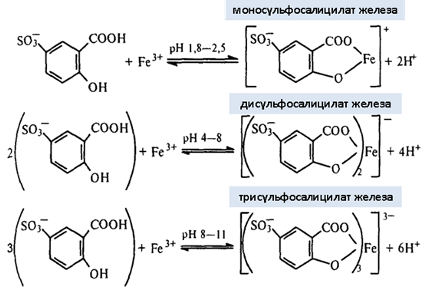 моносульфосалицилат железа
SO₃⁻ COOH OH + Fe³⁺ pH 1,8—2,5 [SO₃⁻ COO Fe O]⁺ + 2H⁺
дисульфосалицилат железа
2(SO₃⁻ COOH OH) + Fe³⁺ pH 4—8 [(SO₃⁻ COO O)₂ Fe]⁻ + 4H⁺
трисульфосалицилат железа
3(SO₃⁻ COOH OH) + Fe³⁺ pH 8—11 [(SO₃⁻ COO O)₃ Fe]³⁻ + 6H⁺